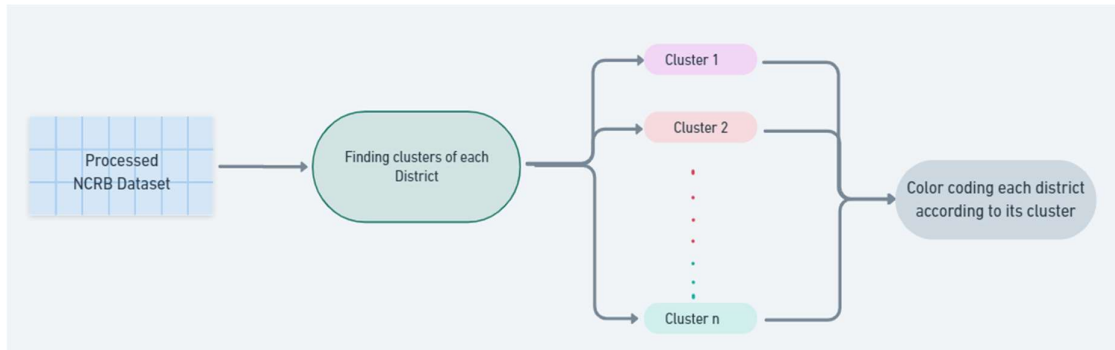 Processed
NCRB Dataset
Finding clusters of each
District
Cluster 1
Cluster 2
Cluster n
Color coding each district
according to its cluster